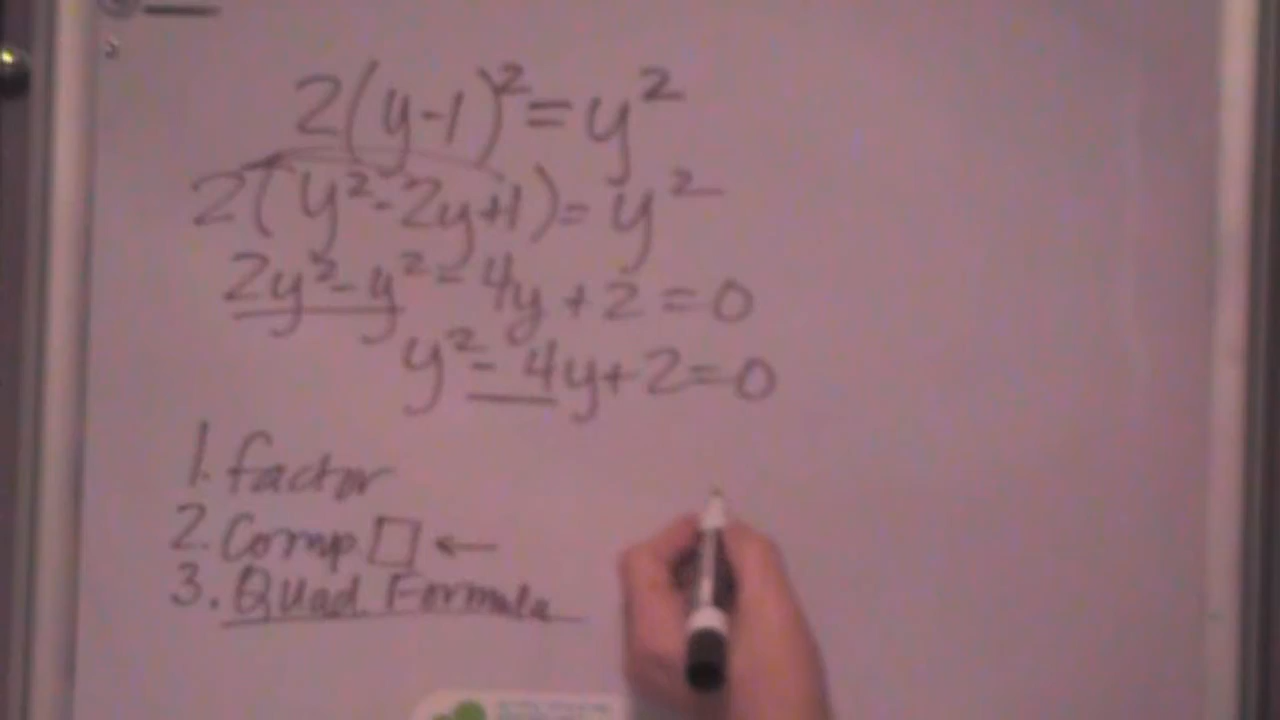 2(y-1)² = y²
2(y²-2y+1) = y²
2y²-y²-4y+2=0
y²-4y+2=0
1. factor
2. Comp. □ ←
3. Quad. Formula